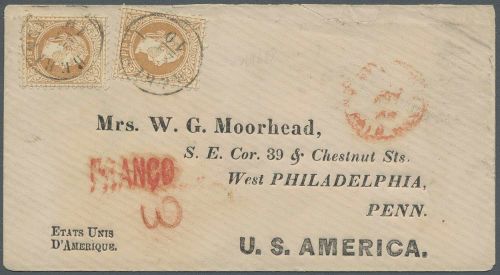 Mrs. W. G. Moorhead,
S. E. Cor. 39 & Chestnut Sts.
West PHILADELPHIA,
PENN.
U. S. AMERICA.
FRANCO
3
ETATS UNIS
D'AMERIQUE.